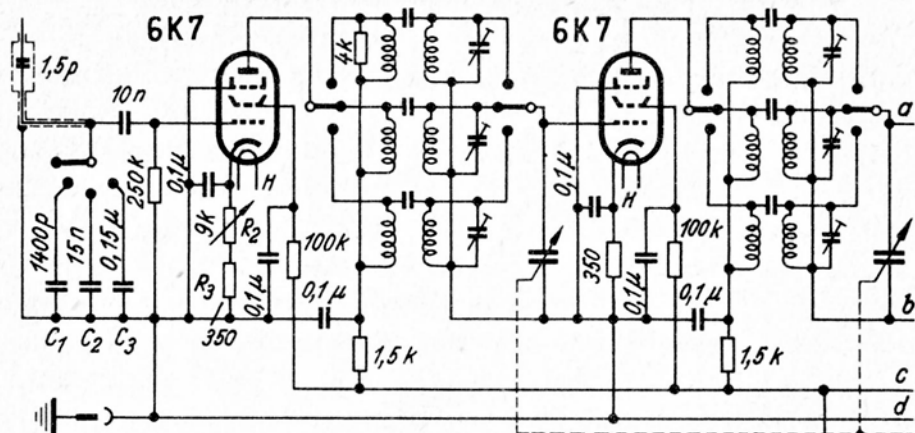 6K7
6K7
1,5p
4k
10n
a
250k
0,1µ
H
0,1µ
H
1400p
15n
0,15µ
9k
R2
100k
350
100k
R3
0,1µ
0,1µ
0,1µ
0,1µ
b
C1
C2
C3
350
1,5k
1,5k
c
d